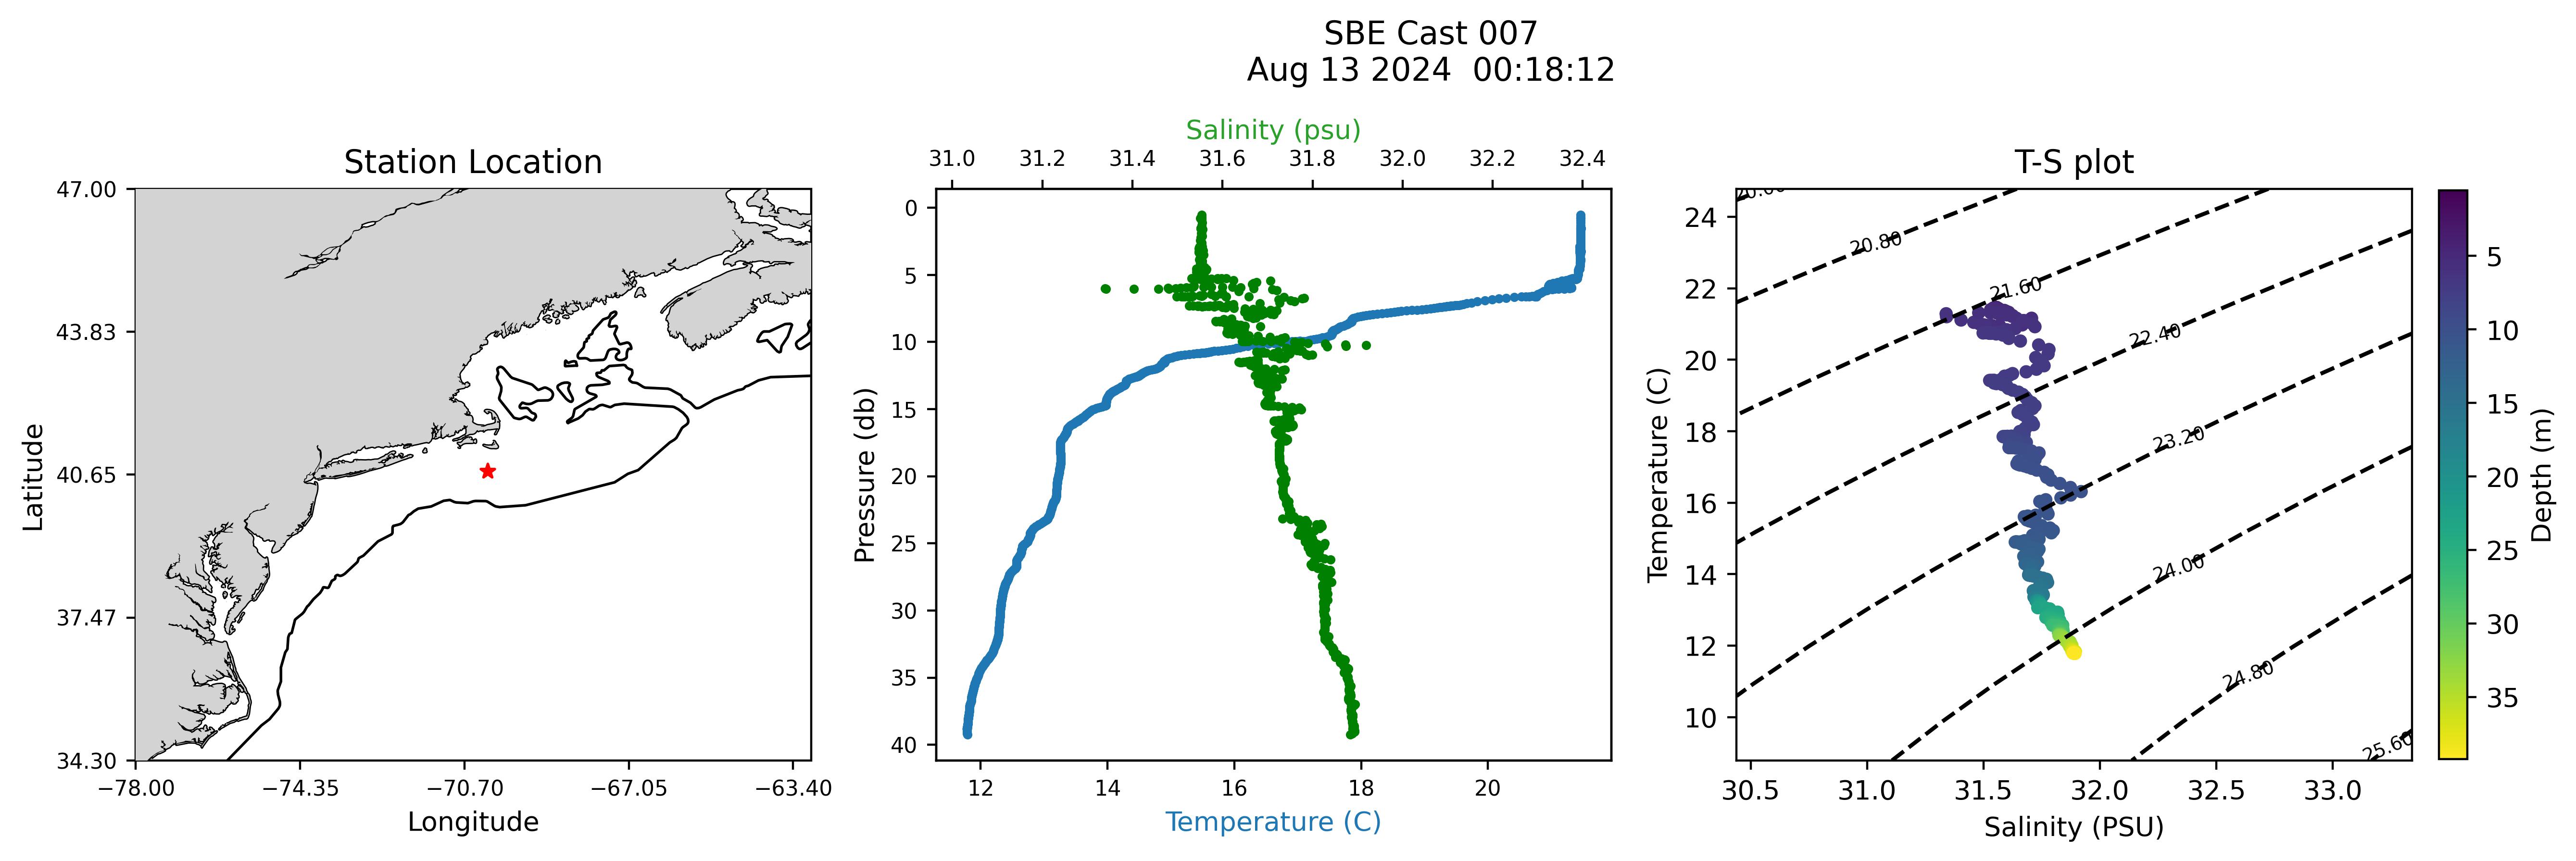 SBE Cast 007
Aug 13 2024  00:18:12
Station Location
47.00
43.83
40.65
37.47
34.30
Latitude
−78.00 −74.35 −70.70 −67.05 −63.40
Longitude
Salinity (psu)
31.0 31.2 31.4 31.6 31.8 32.0 32.2 32.4
0
5
10
15
20
25
30
35
40
Pressure (db)
12 14 16 18 20
Temperature (C)
T-S plot
24
22
20
18
16
14
12
10
Temperature (C)
20.80
21.60
22.40
23.20
24.00
24.80
25.60
30.5 31.0 31.5 32.0 32.5 33.0
Salinity (PSU)
5
10
15
20
25
30
35
Depth (m)